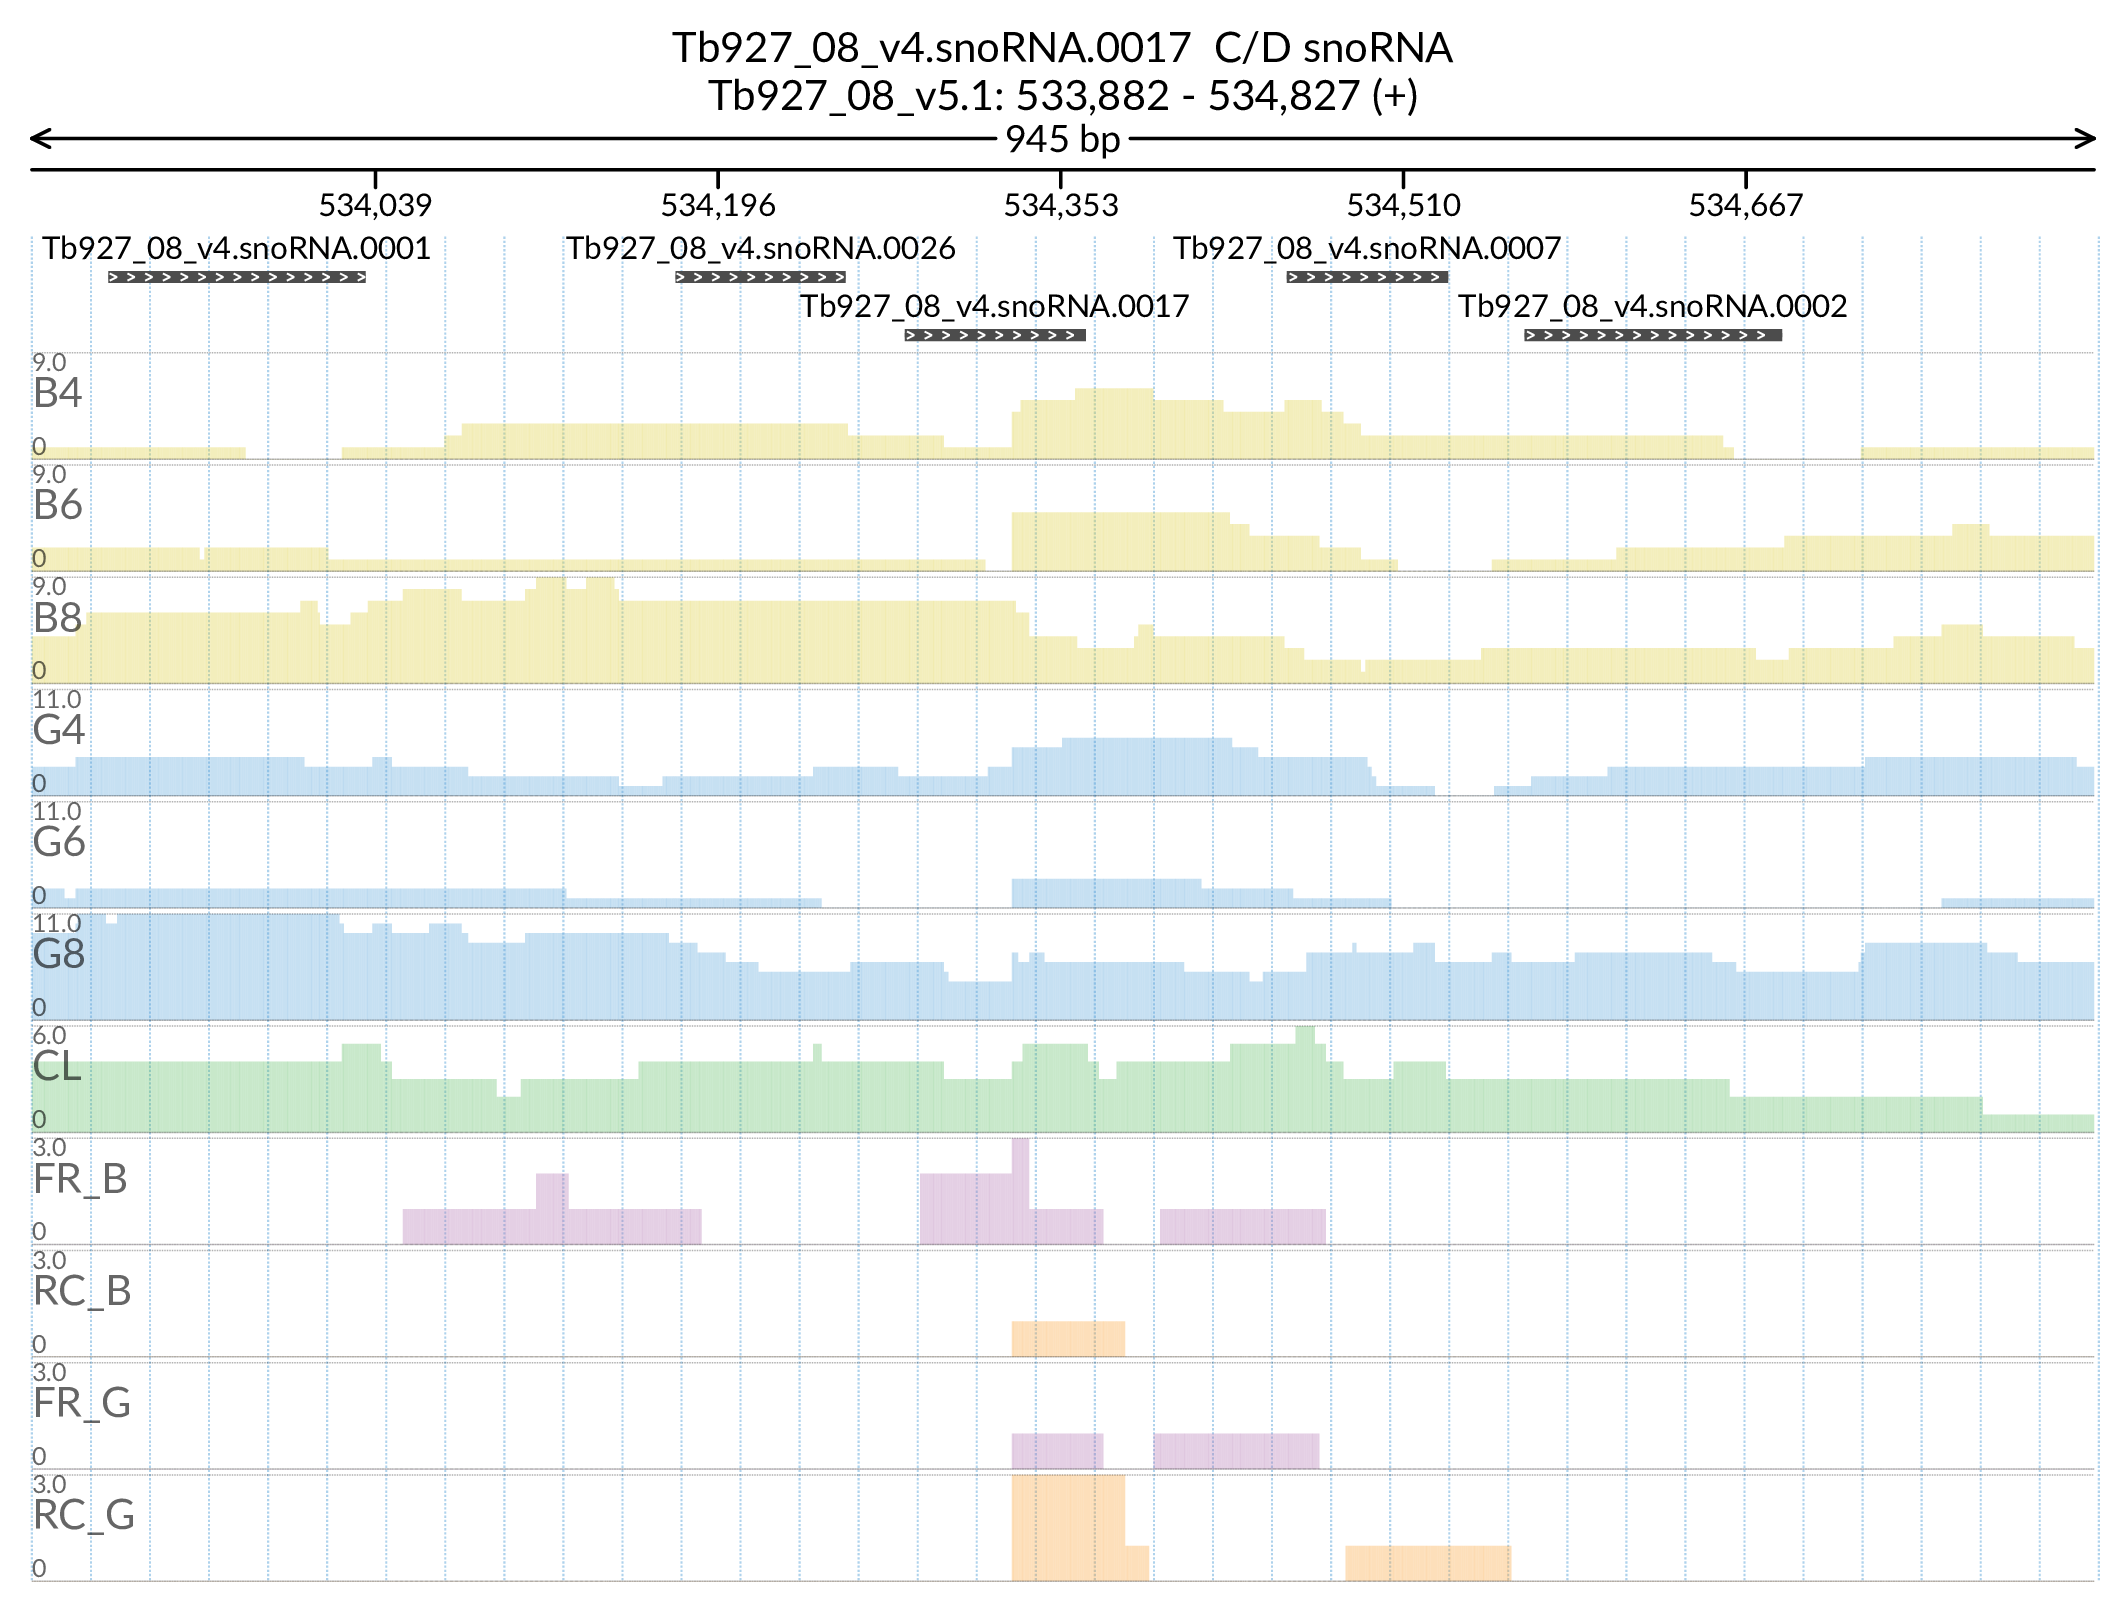 Tb927_08_v4.snoRNA.0017  C/D snoRNA
Tb927_08_v5.1: 533,882 - 534,827 (+)
945 bp
534,039 534,196 534,353 534,510 534,667
Tb927_08_v4.snoRNA.0001 Tb927_08_v4.snoRNA.0026 Tb927_08_v4.snoRNA.0007
Tb927_08_v4.snoRNA.0017 Tb927_08_v4.snoRNA.0002
9.0
B4
0
9.0
B6
0
9.0
B8
0
11.0
G4
0
11.0
G6
0
11.0
G8
0
6.0
CL
0
3.0
FR_B
0
3.0
RC_B
0
3.0
FR_G
0
3.0
RC_G
0